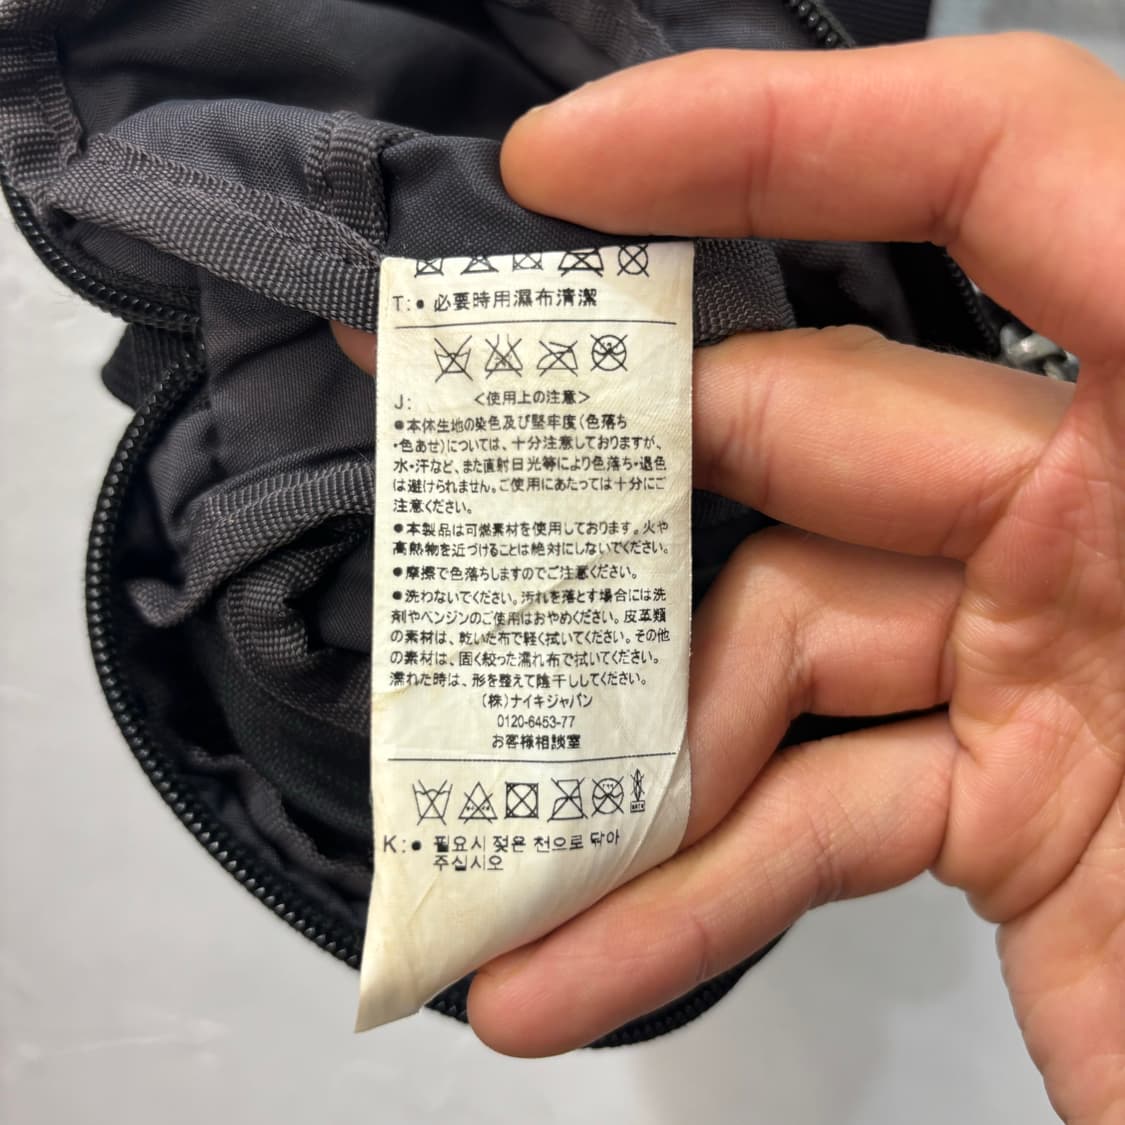 T:● 必要時用濕布清潔
J: <使用上の注意>
●本体生地の染色及び堅牢度(色落ち
・色あせ)については、十分注意しておりますが、
水・汗など、また直射日光等により色落ち・退色
は避けられません。ご使用にあたっては十分にご
注意ください。
●本製品は可燃素材を使用しております。火や
高熱物を近づけることは絶対にしないでください。
●摩擦で色落ちしますのでご注意ください。
●洗わないでください。汚れを落とす場合には洗
剤やベンジンのご使用はおやめください。皮革類
の素材は、乾いた布で軽く拭いてください。その他
の素材は、固く絞った濡れ布で拭いてください。
濡れた時は、形を整えて陰干ししてください。
(株)ナイキジャパン
0120-6453-77
お客様相談室
K:● 필요시 젖은 천으로 닦아
주십시오